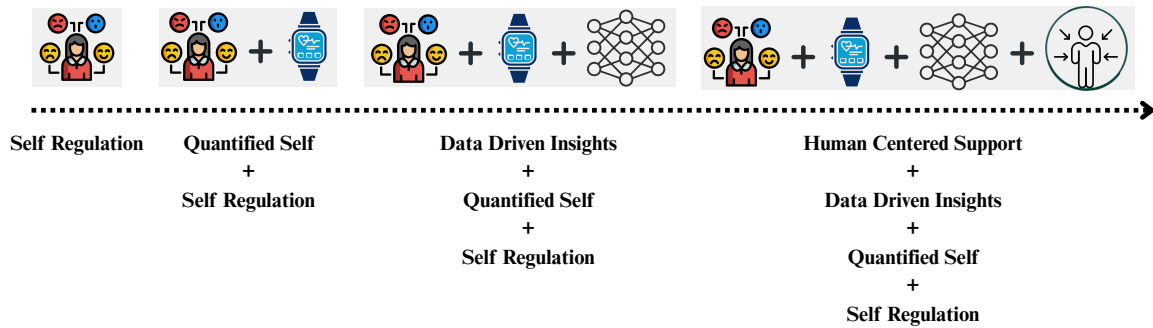 Self Regulation
Quantified Self
+
Self Regulation
Data Driven Insights
+
Quantified Self
+
Self Regulation
Human Centered Support
+
Data Driven Insights
+
Quantified Self
+
Self Regulation